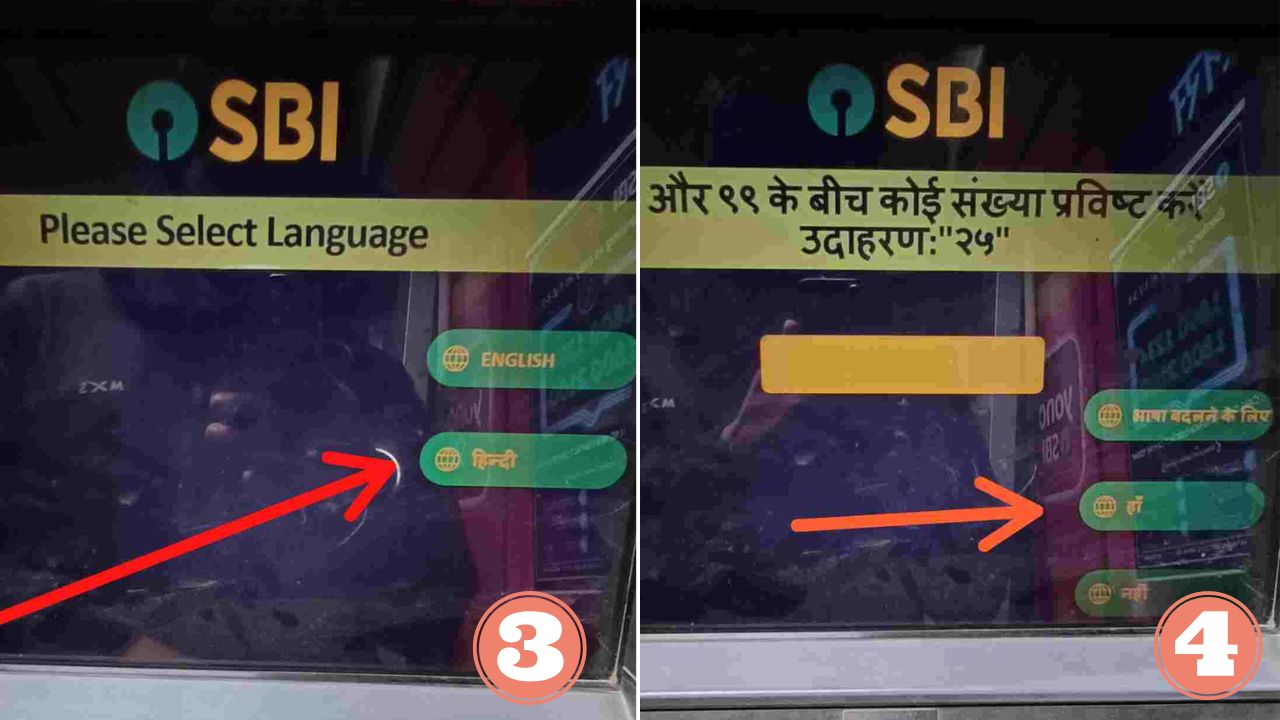 SBI
Please Select Language
ENGLISH
हिन्दी
3
SBI
और ९९ के बीच कोई संख्या प्रविष्ट करें
उदाहरण:"२५"
भाषा बदलने के लिए
हाँ
नहीं
4